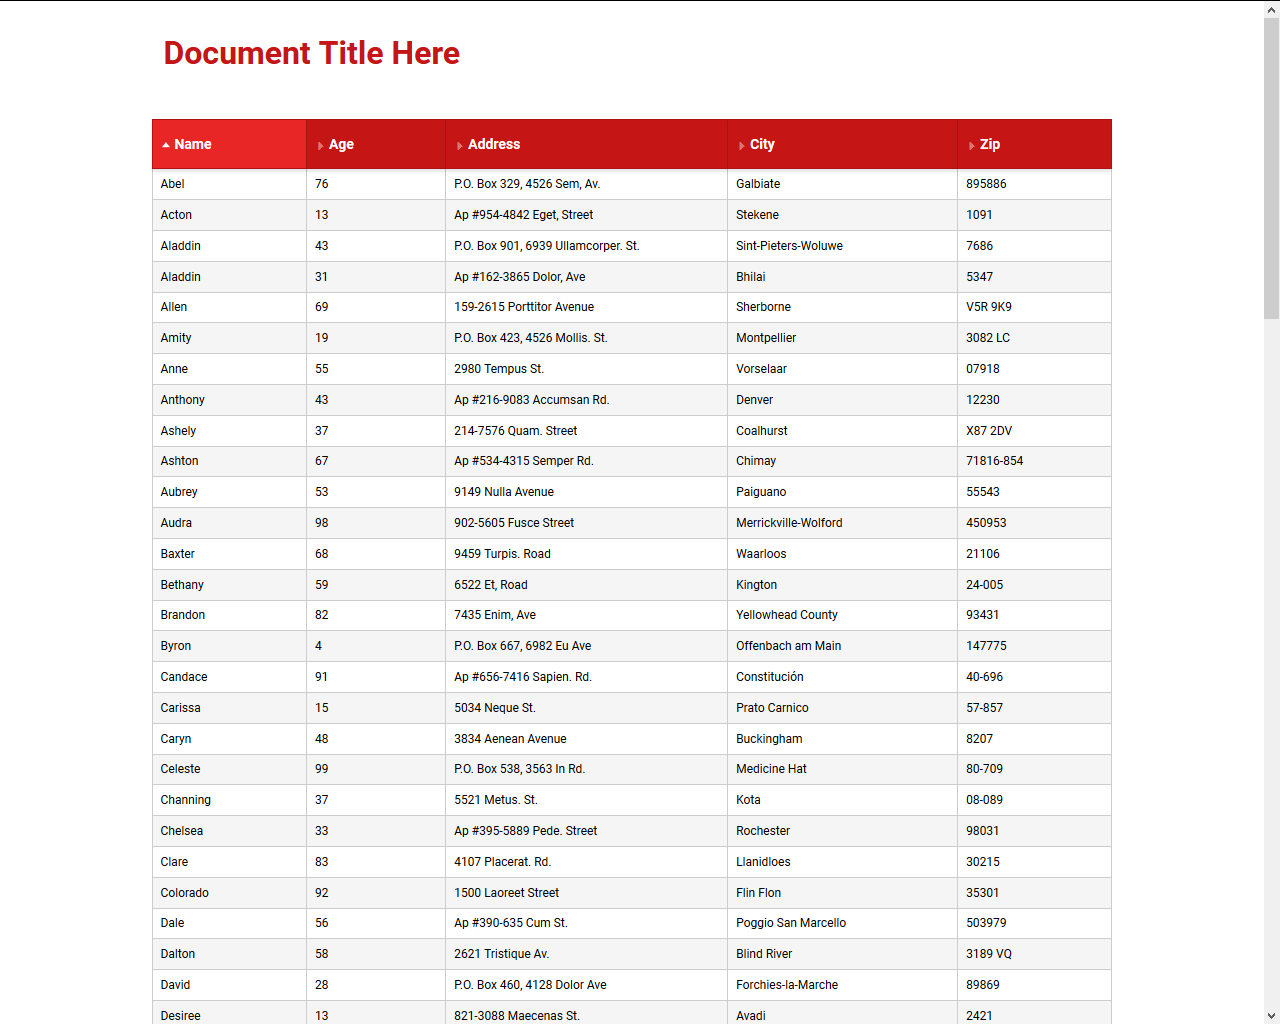 Document Title Here
Name Age Address City Zip
Abel 76 P.O. Box 329, 4526 Sem, Av. Galbiate 895886
Acton 13 Ap #954-4842 Eget, Street Stekene 1091
Aladdin 43 P.O. Box 901, 6939 Ullamcorper. St. Sint-Pieters-Woluwe 7686
Aladdin 31 Ap #162-3865 Dolor, Ave Bhilai 5347
Allen 69 159-2615 Porttitor Avenue Sherborne V5R 9K9
Amity 19 P.O. Box 423, 4526 Mollis. St. Montpellier 3082 LC
Anne 55 2980 Tempus St. Vorselaar 07918
Anthony 43 Ap #216-9083 Accumsan Rd. Denver 12230
Ashely 37 214-7576 Quam. Street Coalhurst X87 2DV
Ashton 67 Ap #534-4315 Semper Rd. Chimay 71816-854
Aubrey 53 9149 Nulla Avenue Paiguano 55543
Audra 98 902-5605 Fusce Street Merrickville-Wolford 450953
Baxter 68 9459 Turpis. Road Waarloos 21106
Bethany 59 6522 Et, Road Kington 24-005
Brandon 82 7435 Enim, Ave Yellowhead County 93431
Byron 4 P.O. Box 667, 6982 Eu Ave Offenbach am Main 147775
Candace 91 Ap #656-7416 Sapien. Rd. Constitución 40-696
Carissa 15 5034 Neque St. Prato Carnico 57-857
Caryn 48 3834 Aenean Avenue Buckingham 8207
Celeste 99 P.O. Box 538, 3563 In Rd. Medicine Hat 80-709
Channing 37 5521 Metus. St. Kota 08-089
Chelsea 33 Ap #395-5889 Pede. Street Rochester 98031
Clare 83 4107 Placerat. Rd. Llanidloes 30215
Colorado 92 1500 Laoreet Street Flin Flon 35301
Dale 56 Ap #390-635 Cum St. Poggio San Marcello 503979
Dalton 58 2621 Tristique Av. Blind River 3189 VQ
David 28 P.O. Box 460, 4128 Dolor Ave Forchies-la-Marche 89869
Desiree 13 821-3088 Maecenas St. Avadi 2421